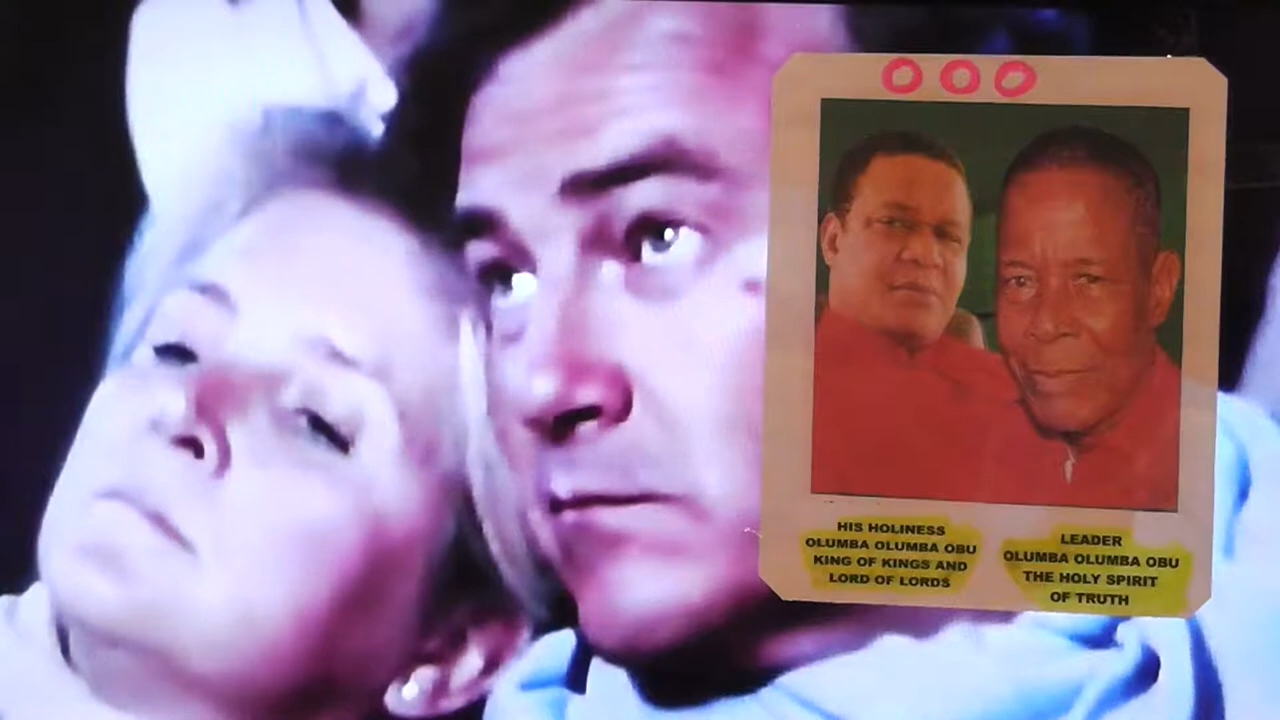 OOO
HIS HOLINESS
OLUMBA OLUMBA OBU
KING OF KINGS AND
LORD OF LORDS
LEADER
OLUMBA OLUMBA OBU
THE HOLY SPIRIT
OF TRUTH